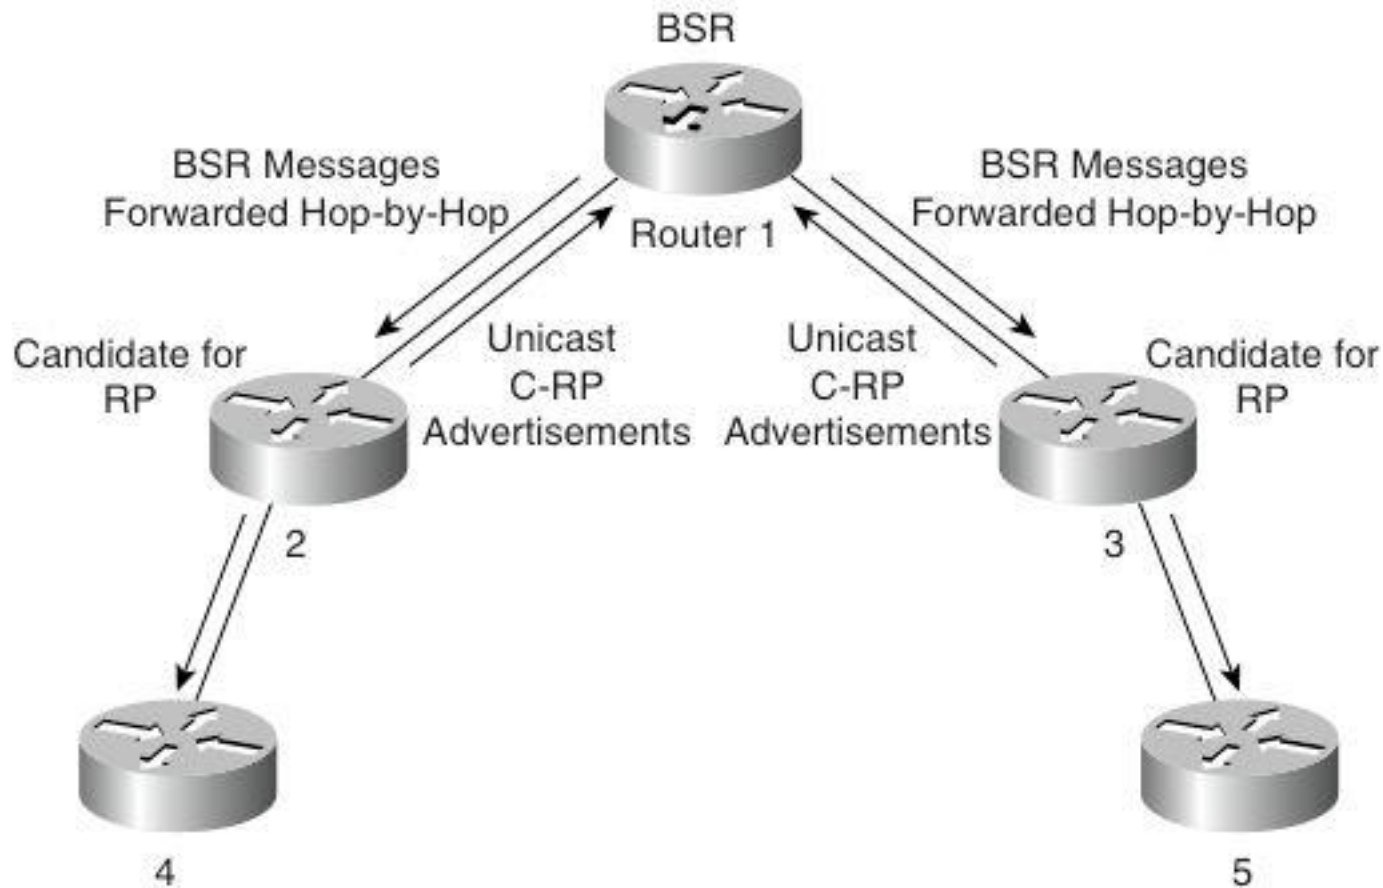 BSR
BSR Messages
Forwarded Hop-by-Hop
BSR Messages
Forwarded Hop-by-Hop
Router 1
Candidate for
RP
Unicast
C-RP
Advertisements
Unicast
C-RP
Advertisements
Candidate for
RP
2
3
4
5